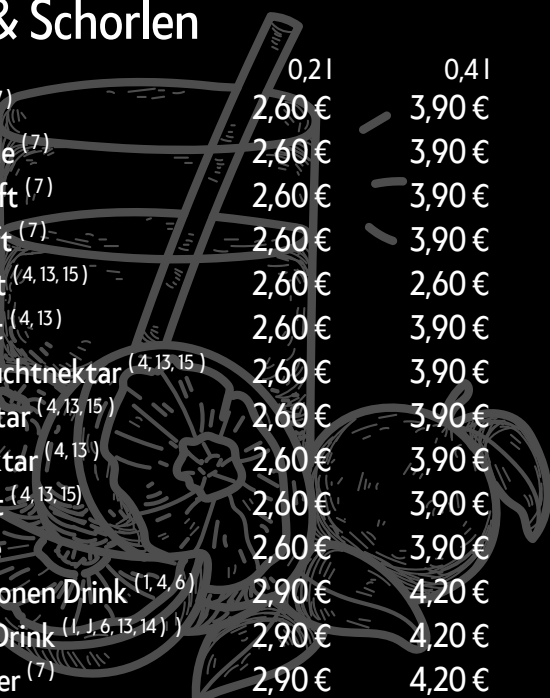 & Schorlen
0,2 l 0,4 l
(7) 2,60 € 3,90 €
e (7) 2,60 € 3,90 €
ft (7) 2,60 € 3,90 €
ft (7) 2,60 € 3,90 €
t (4, 13, 15) 2,60 € 2,60 €
t (4, 13) 2,60 € 3,90 €
uchtnektar (4, 13, 15) 2,60 € 3,90 €
tar (4, 13, 15) 2,60 € 3,90 €
ktar (4, 13) 2,60 € 3,90 €
t (4, 13, 15) 2,60 € 3,90 €
e 2,60 € 3,90 €
onen Drink (1, 4, 6) 2,90 € 4,20 €
Drink (I, J, 6, 13, 14) ) 2,90 € 4,20 €
er (7) 2,90 € 4,20 €